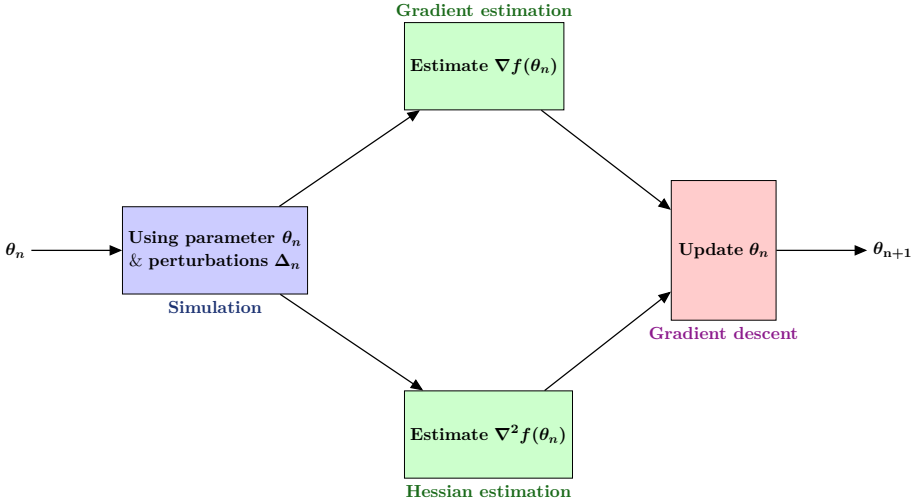 Gradient estimation
Estimate ∇f(θₙ)
θₙ
Using parameter θₙ
& perturbations Δₙ
Simulation
Update θₙ
θₙ₊₁
Gradient descent
Estimate ∇²f(θₙ)
Hessian estimation